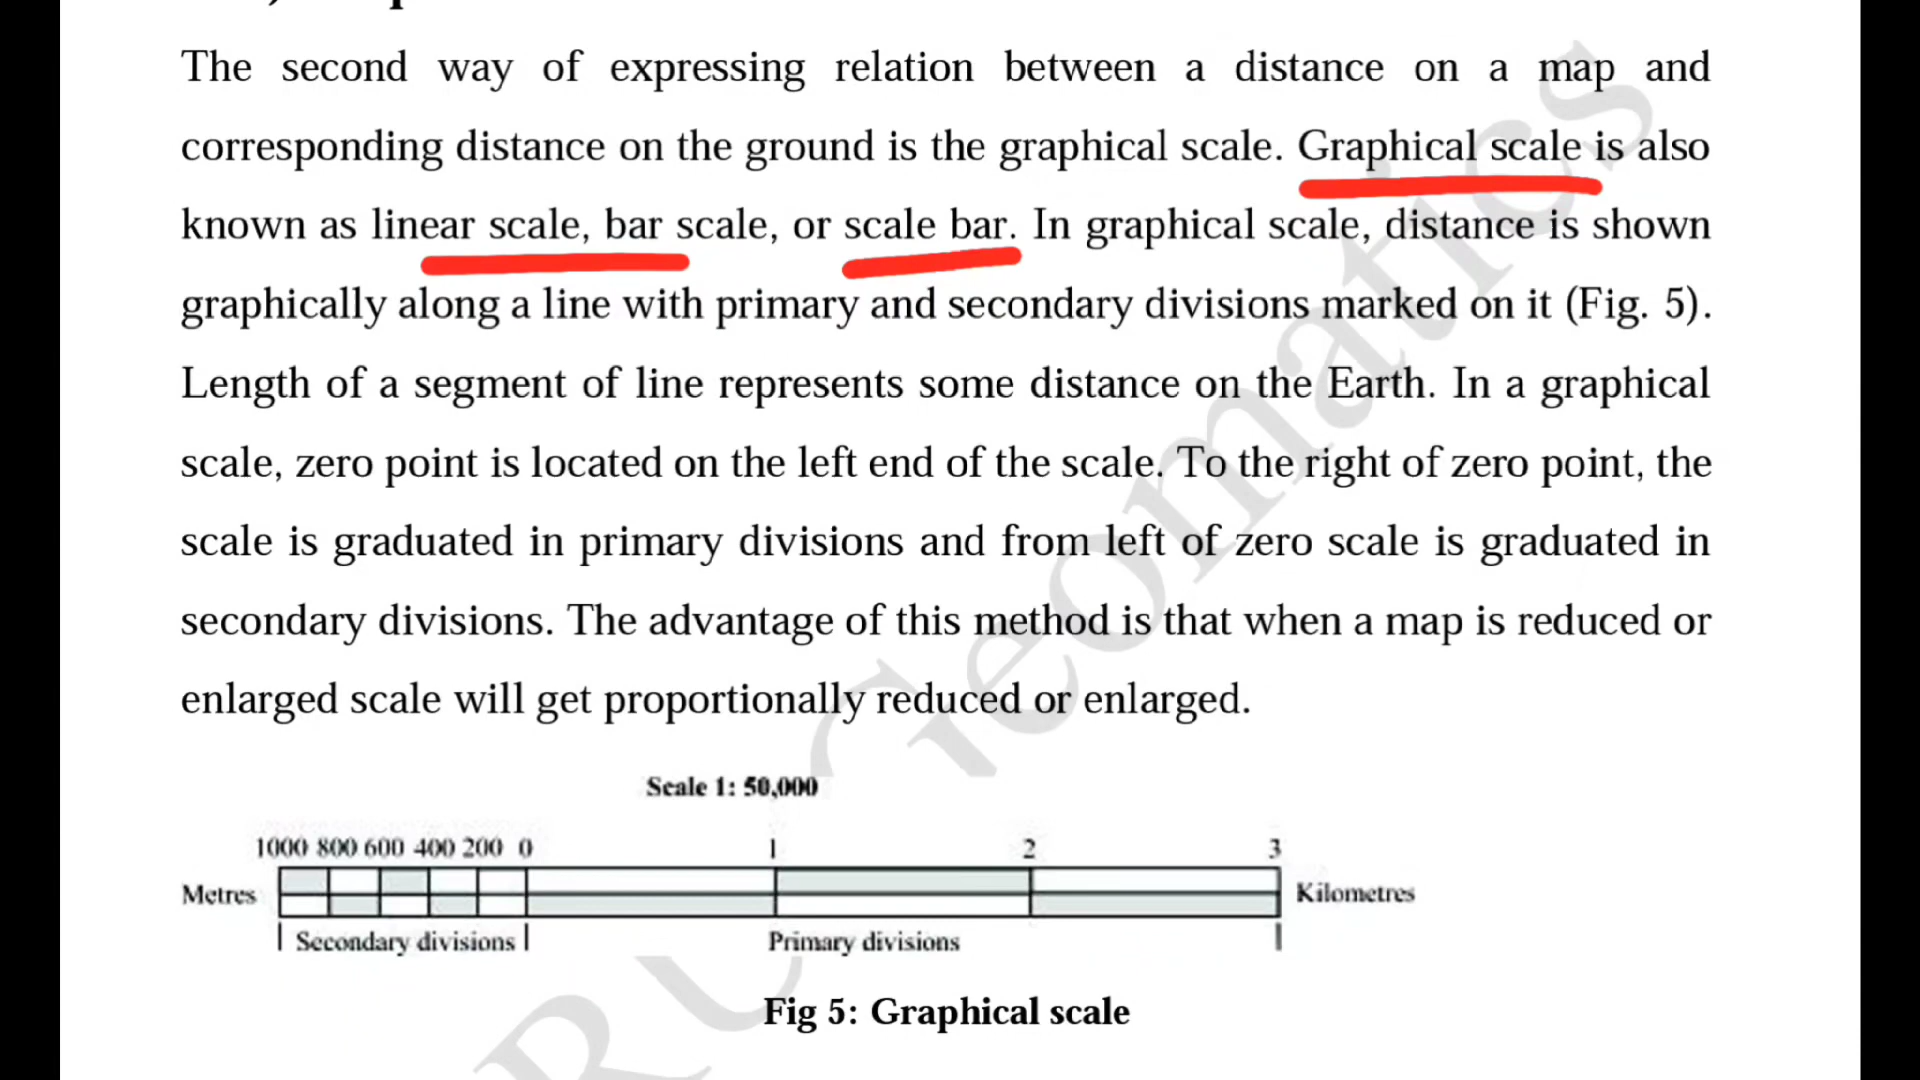 The second way of expressing relation between a distance on a map and
corresponding distance on the ground is the graphical scale. Graphical scale is also
known as linear scale, bar scale, or scale bar. In graphical scale, distance is shown
graphically along a line with primary and secondary divisions marked on it (Fig. 5).
Length of a segment of line represents some distance on the Earth. In a graphical
scale, zero point is located on the left end of the scale. To the right of zero point, the
scale is graduated in primary divisions and from left of zero scale is graduated in
secondary divisions. The advantage of this method is that when a map is reduced or
enlarged scale will get proportionally reduced or enlarged.
Scale 1: 50,000
1000 800 600 400 200 0 1 2 3
Metres Kilometres
Secondary divisions Primary divisions
Fig 5: Graphical scale
Geomatics